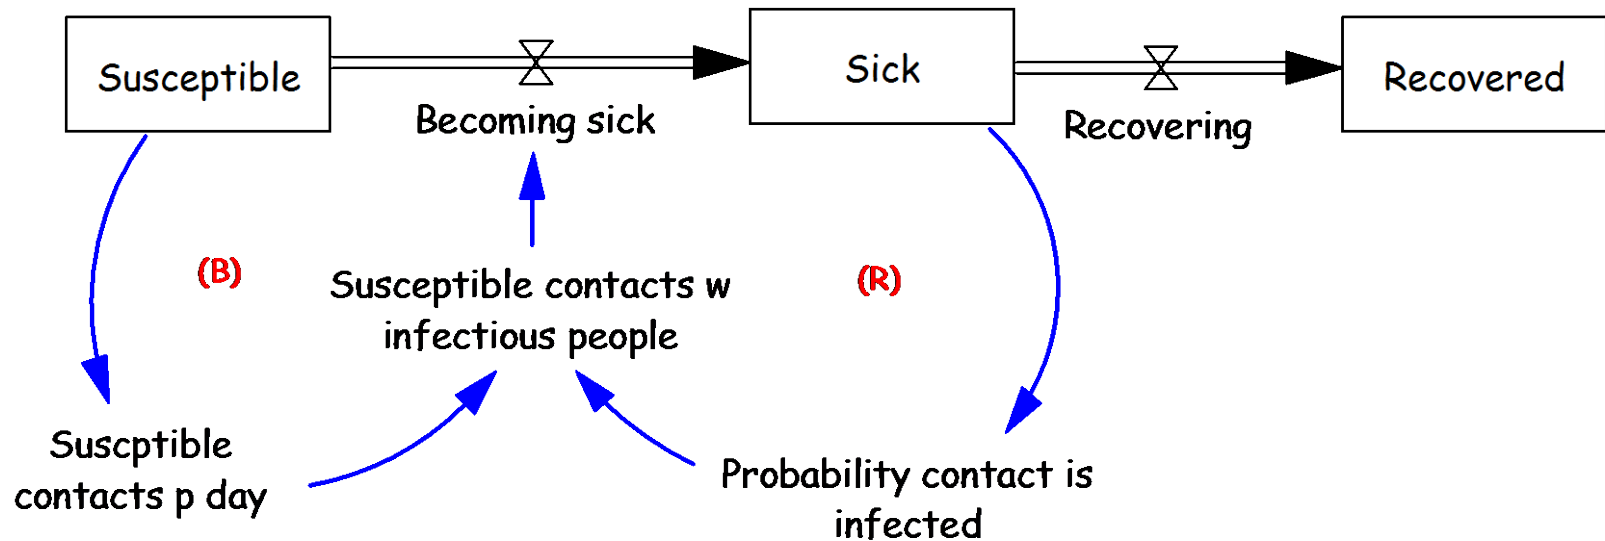 Susceptible
Sick
Recovered
Becoming sick
Recovering
(B)
(R)
Susceptible contacts w
infectious people
Suscptible
contacts p day
Probability contact is
infected